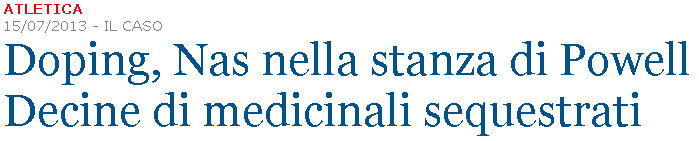 ATLETICA
15/07/2013 - IL CASO
Doping, Nas nella stanza di Powell
Decine di medicinali sequestrati